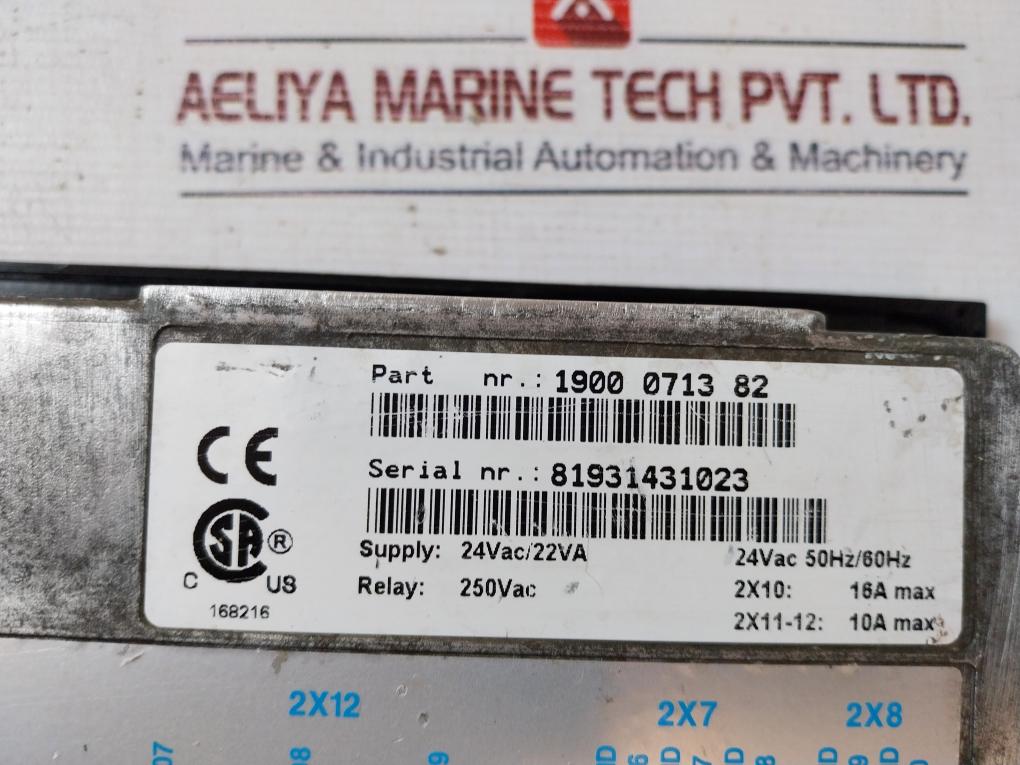 AELIYA MARINE TECH PVT. LTD.
Marine & Industrial Automation & Machinery
Part nr.: 1900 0713 82
CE
Serial nr.: 81931431023
SA ®
C US
168216
Supply: 24Vac/22VA 24Vac 50Hz/60Hz
Relay: 250Vac 2X10: 16A max
2X11-12: 10A max
2X12 2X7 2X8